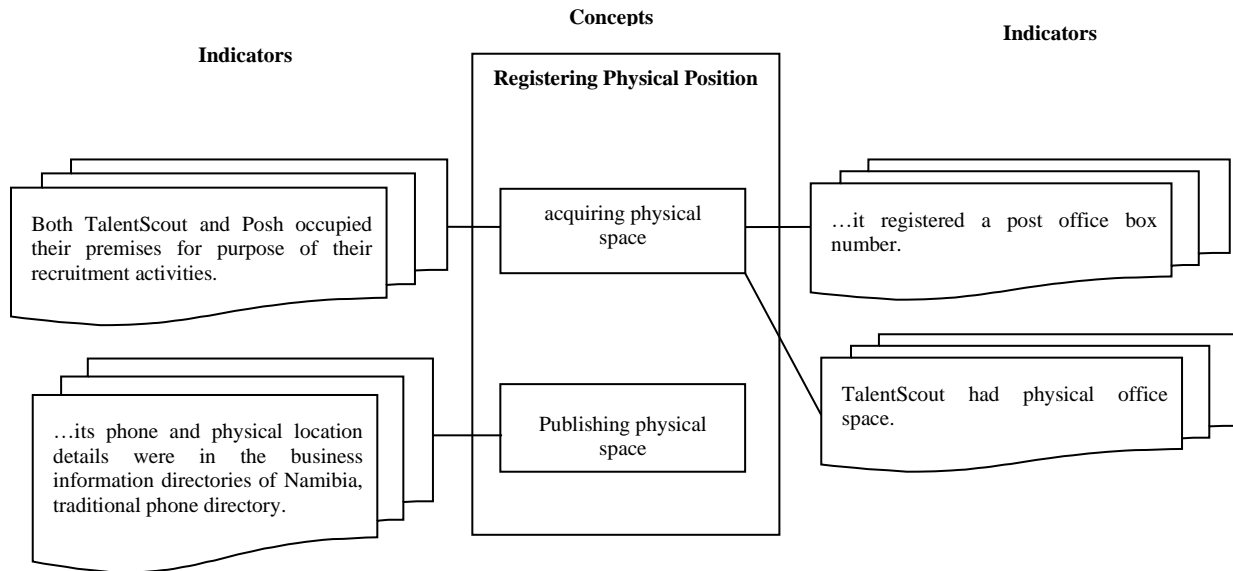 Concepts
Indicators
Indicators
Registering Physical Position
Both TalentScout and Posh occupied
their premises for purpose of their
recruitment activities.
acquiring physical
space
…it registered a post office box
number.
TalentScout had physical office
space.
…its phone and physical location
details were in the business
information directories of Namibia,
traditional phone directory.
Publishing physical
space